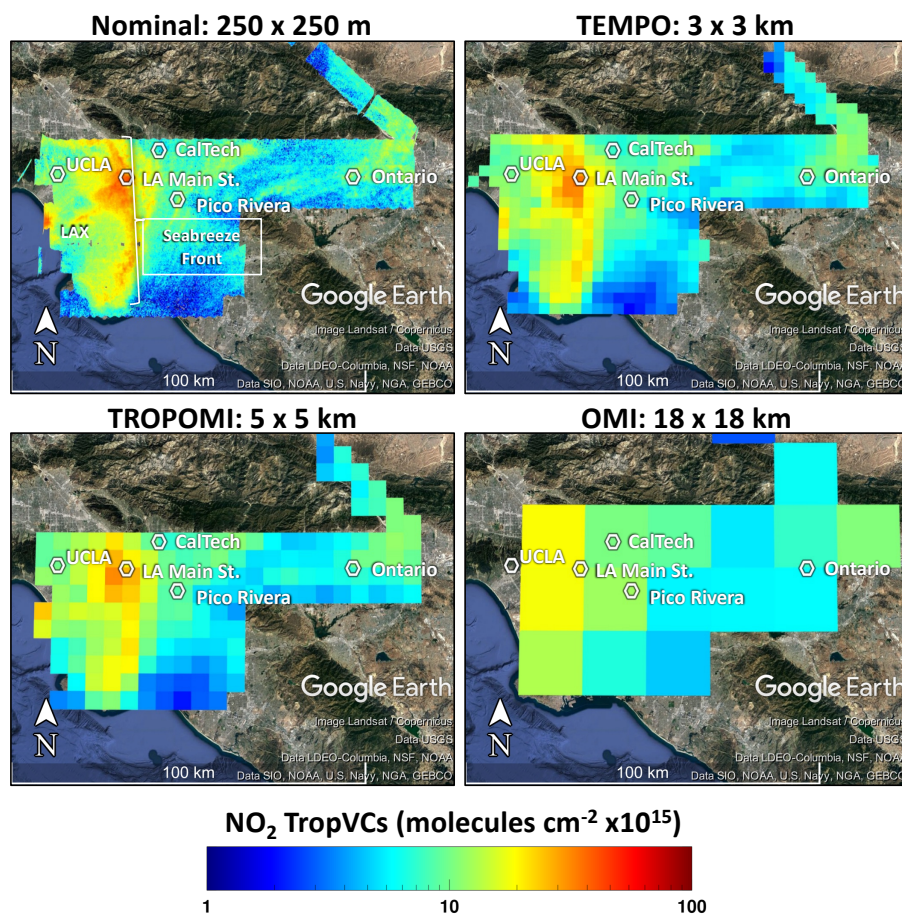 Nominal: 250 x 250 m
UCLA
CalTech
LA Main St.
Ontario
Pico Rivera
LAX
Seabreeze
Front
Google Earth
Image Landsat / Copernicus
Data USGS
Data LDEO-Columbia, NSF, NOAA
Data SIO, NOAA, U.S. Navy, NGA, GEBCO
N
100 km
TEMPO: 3 x 3 km
UCLA
CalTech
LA Main St.
Ontario
Pico Rivera
Google Earth
Image Landsat / Copernicus
Data USGS
Data LDEO-Columbia, NSF, NOAA
Data SIO, NOAA, U.S. Navy, NGA, GEBCO
N
100 km
TROPOMI: 5 x 5 km
CalTech
UCLA
LA Main St.
Ontario
Pico Rivera
Google Earth
Image Landsat / Copernicus
Data USGS
Data LDEO-Columbia, NSF, NOAA
Data SIO, NOAA, U.S. Navy, NGA, GEBCO
N
100 km
OMI: 18 x 18 km
CalTech
UCLA
LA Main St.
Ontario
Pico Rivera
Google Earth
Image Landsat / Copernicus
Data USGS
Data LDEO-Columbia, NSF, NOAA
Data SIO, NOAA, U.S. Navy, NGA, GEBCO
N
100 km
NO₂ TropVCs (molecules cm⁻² x10¹⁵)
1 10 100